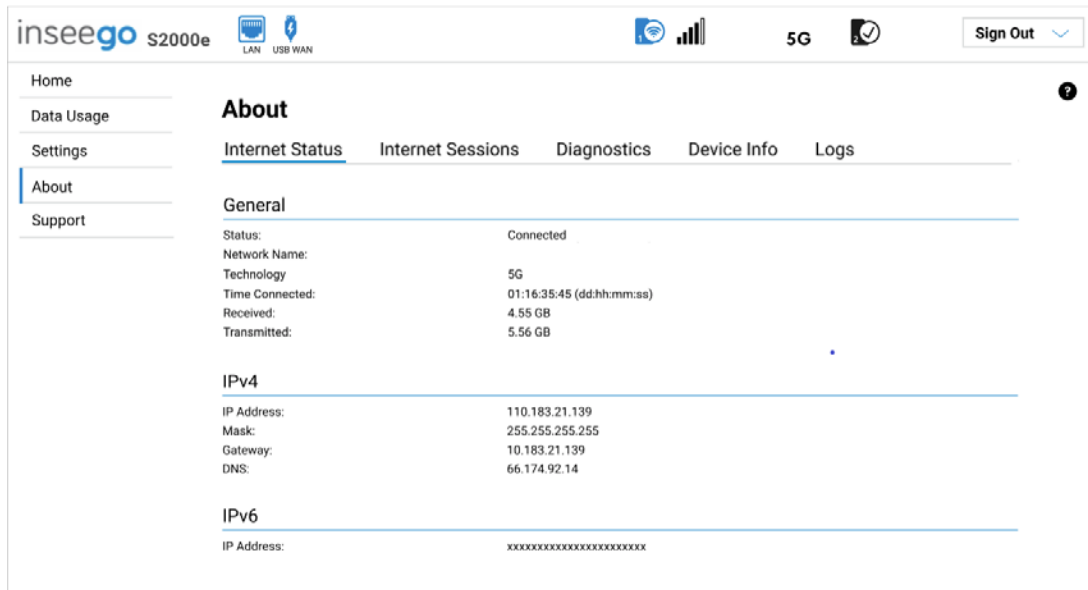 inseego S2000e
LAN USB WAN
1
5G
2
Sign Out
?
Home
Data Usage
Settings
About
Support
About
Internet Status Internet Sessions Diagnostics Device Info Logs
General
Status: Connected
Network Name:
Technology 5G
Time Connected: 01:16:35:45 (dd:hh:mm:ss)
Received: 4.55 GB
Transmitted: 5.56 GB
IPv4
IP Address: 110.183.21.139
Mask: 255.255.255.255
Gateway: 10.183.21.139
DNS: 66.174.92.14
IPv6
IP Address: xxxxxxxxxxxxxxxxxxxxxxx